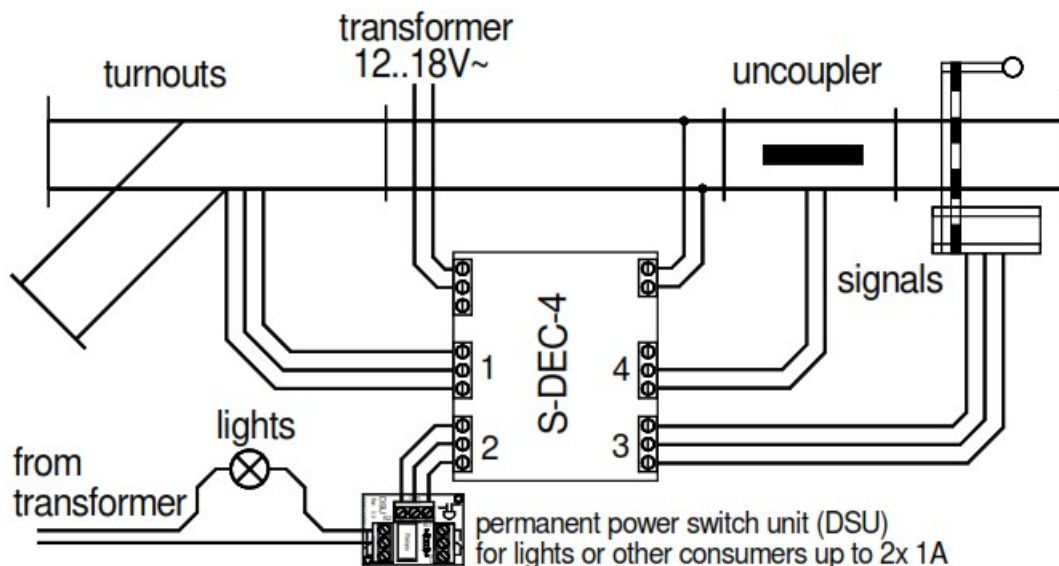 transformer
12..18V~
turnouts
uncoupler
signals
S-DEC-4
1
2
4
3
lights
from
transformer
DSU
permanent power switch unit (DSU)
for lights or other consumers up to 2x 1A